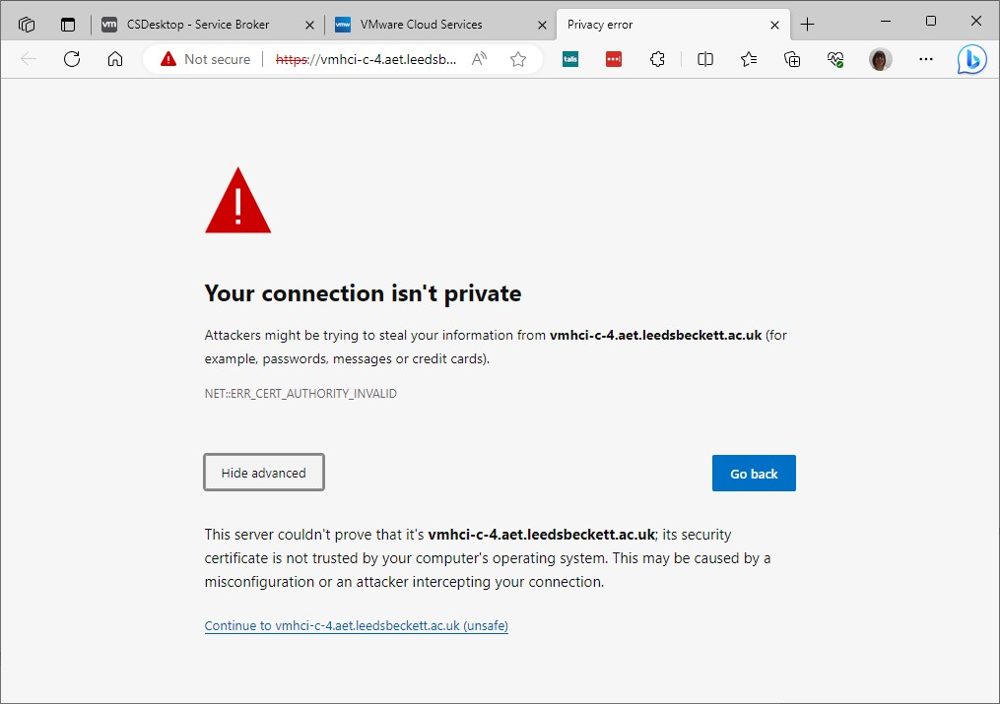 vm CSDesktop - Service Broker
vmw VMware Cloud Services
Privacy error
Not secure
https://vmhci-c-4.aet.leedsb...
A
talis
Your connection isn't private
Attackers might be trying to steal your information from vmhci-c-4.aet.leedsbeckett.ac.uk (for
example, passwords, messages or credit cards).
NET::ERR_CERT_AUTHORITY_INVALID
Hide advanced
Go back
This server couldn't prove that it's vmhci-c-4.aet.leedsbeckett.ac.uk; its security
certificate is not trusted by your computer's operating system. This may be caused by a
misconfiguration or an attacker intercepting your connection.
Continue to vmhci-c-4.aet.leedsbeckett.ac.uk (unsafe)